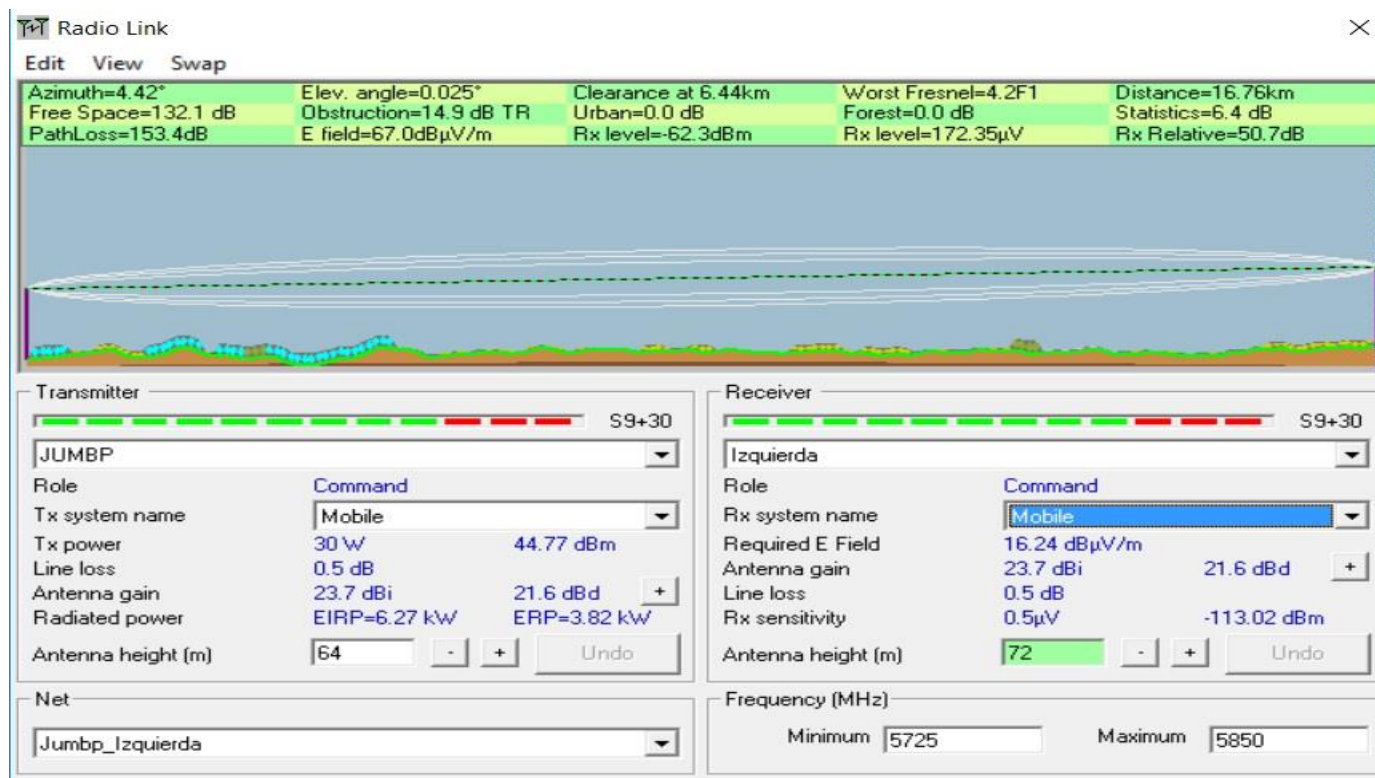 Radio Link
Edit View Swap
Azimuth=4.42° Elev. angle=0.025° Clearance at 6.44km Worst Fresnel=4.2F1 Distance=16.76km
Free Space=132.1 dB Obstruction=14.9 dB TR Urban=0.0 dB Forest=0.0 dB Statistics=6.4 dB
PathLoss=153.4dB E field=67.0dBµV/m Rx level=-62.3dBm Rx level=172.35µV Rx Relative=50.7dB
Transmitter
S9+30
JUMBP
Role Command
Tx system name Mobile
Tx power 30 W 44.77 dBm
Line loss 0.5 dB
Antenna gain 23.7 dBi 21.6 dBd +
Radiated power EIRP=6.27 kW ERP=3.82 kW
Antenna height (m) 64 - + Undo
Net
Jumbp_Izquierda
Receiver
S9+30
Izquierda
Role Command
Rx system name Mobile
Required E Field 16.24 dBµV/m
Antenna gain 23.7 dBi 21.6 dBd +
Line loss 0.5 dB
Rx sensitivity 0.5µV -113.02 dBm
Antenna height (m) 72 - + Undo
Frequency (MHz)
Minimum 5725 Maximum 5850